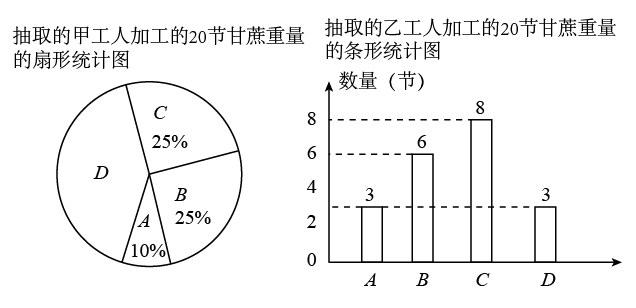 抽取的甲工人加工的20节甘蔗重量
的扇形统计图
C
25%
D
B
25%
A
10%
抽取的乙工人加工的20节甘蔗重量
的条形统计图
数量（节）
8
6
4
2
0
3
6
8
3
A
B
C
D